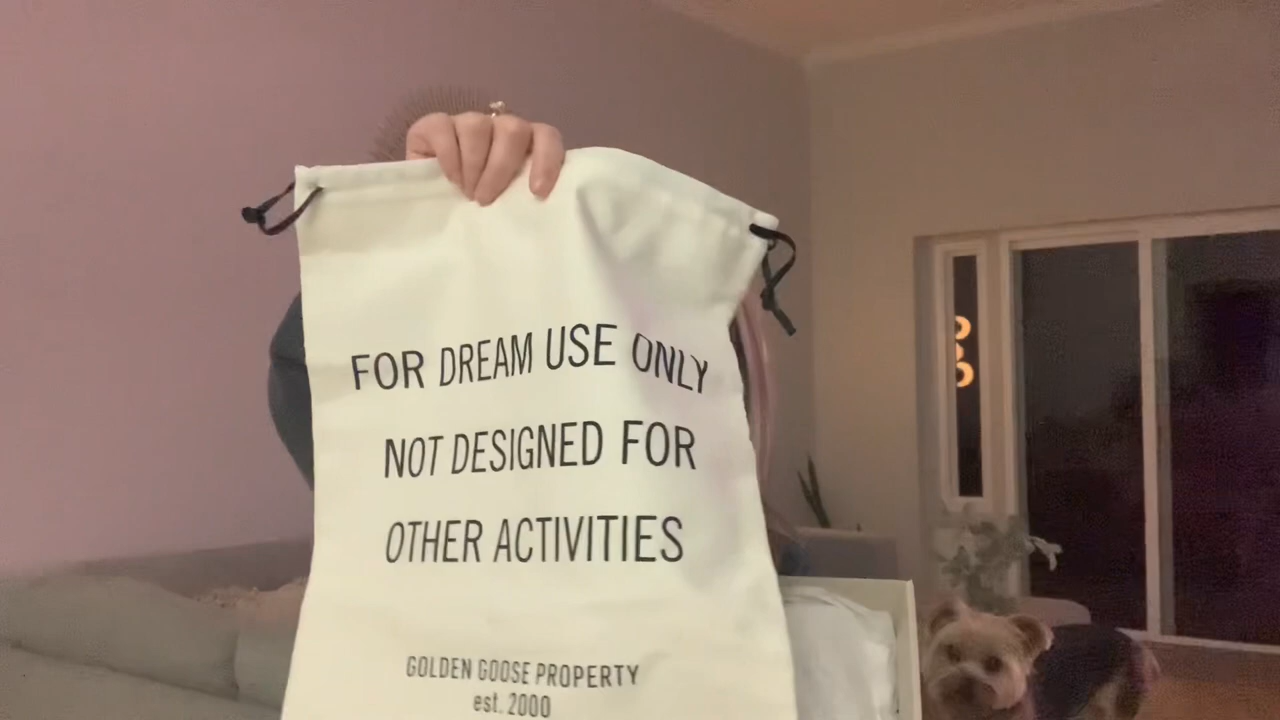 FOR DREAM USE ONLY
NOT DESIGNED FOR
OTHER ACTIVITIES
GOLDEN GOOSE PROPERTY
est. 2000